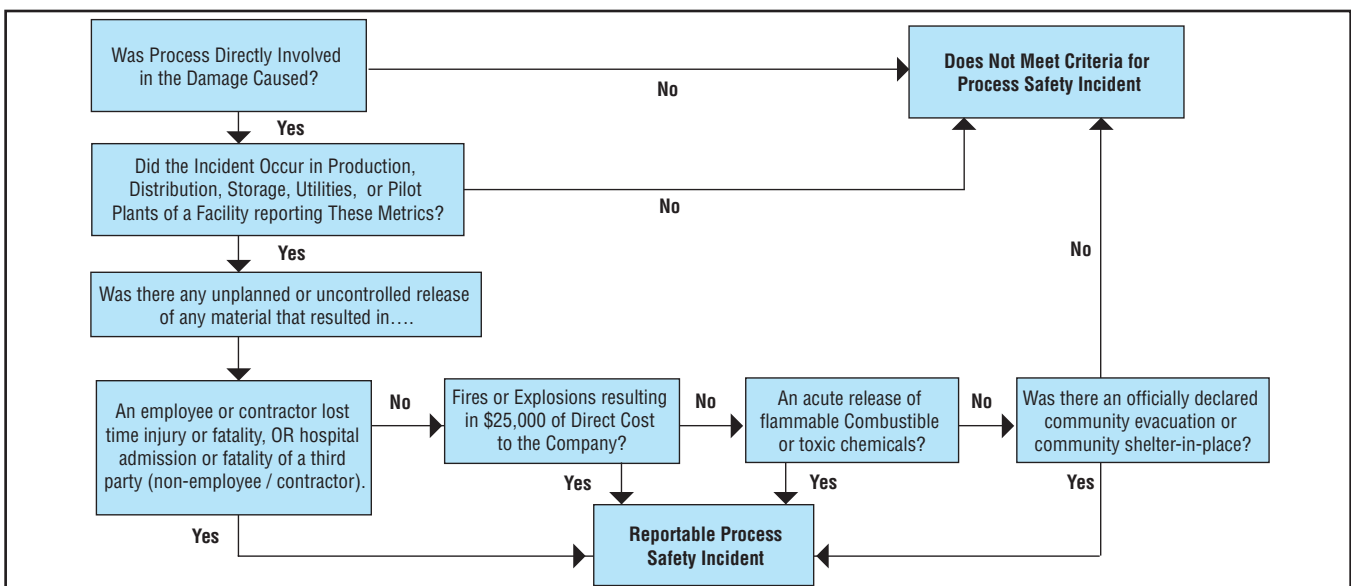 Was Process Directly Involved
in the Damage Caused?
No
Does Not Meet Criteria for
Process Safety Incident
Yes
Did the Incident Occur in Production,
Distribution, Storage, Utilities, or Pilot
Plants of a Facility reporting These Metrics?
No
Yes
No
Was there any unplanned or uncontrolled release
of any material that resulted in....
An employee or contractor lost
time injury or fatality, OR hospital
admission or fatality of a third
party (non-employee / contractor).
No
Fires or Explosions resulting
in $25,000 of Direct Cost
to the Company?
No
An acute release of
flammable Combustible
or toxic chemicals?
No
Was there an officially declared
community evacuation or
community shelter-in-place?
Yes
Yes
Yes
Yes
Reportable Process
Safety Incident